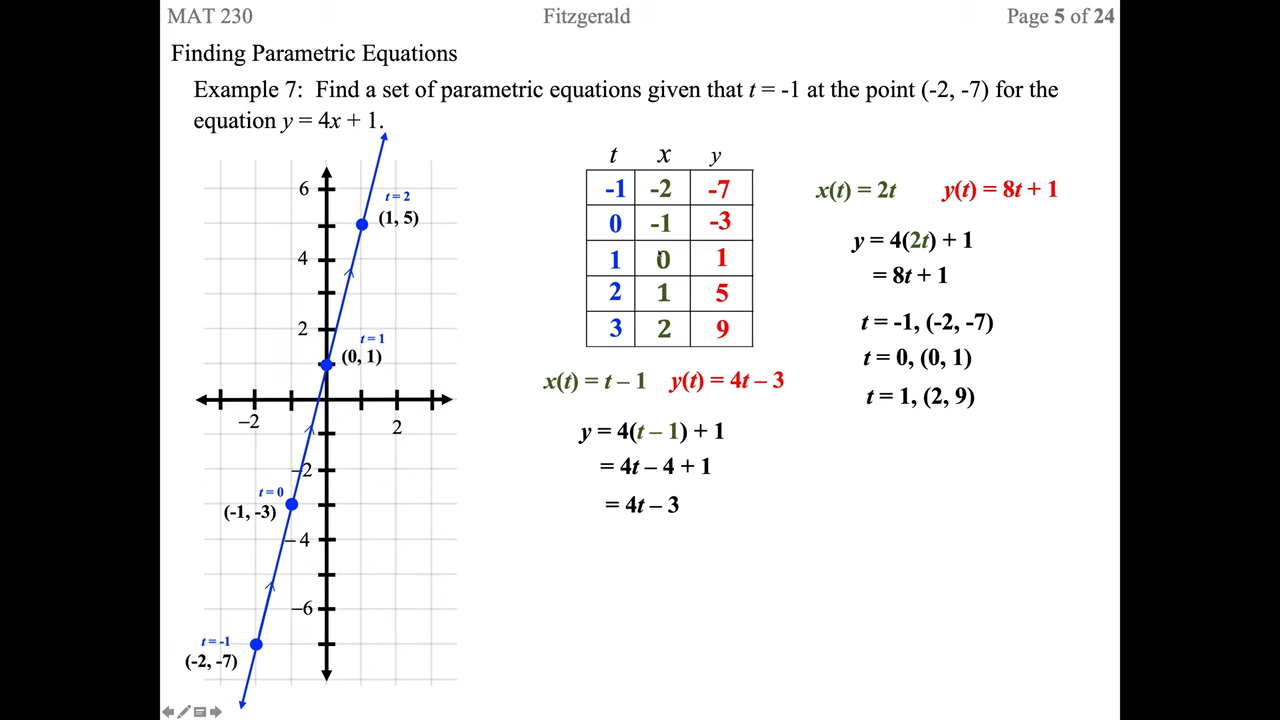 MAT 230 Fitzgerald Page 5 of 24
Finding Parametric Equations
Example 7: Find a set of parametric equations given that t = -1 at the point (-2, -7) for the
equation y = 4x + 1.
6
4
2
−2
2
−2
−4
−6
t = 2
(1, 5)
t = 1
(0, 1)
t = 0
(-1, -3)
t = -1
(-2, -7)
t x y
-1 -2 -7
0 -1 -3
1 0 1
2 1 5
3 2 9
x(t) = t – 1 y(t) = 4t – 3
y = 4(t – 1) + 1
= 4t – 4 + 1
= 4t – 3
x(t) = 2t y(t) = 8t + 1
y = 4(2t) + 1
= 8t + 1
t = -1, (-2, -7)
t = 0, (0, 1)
t = 1, (2, 9)